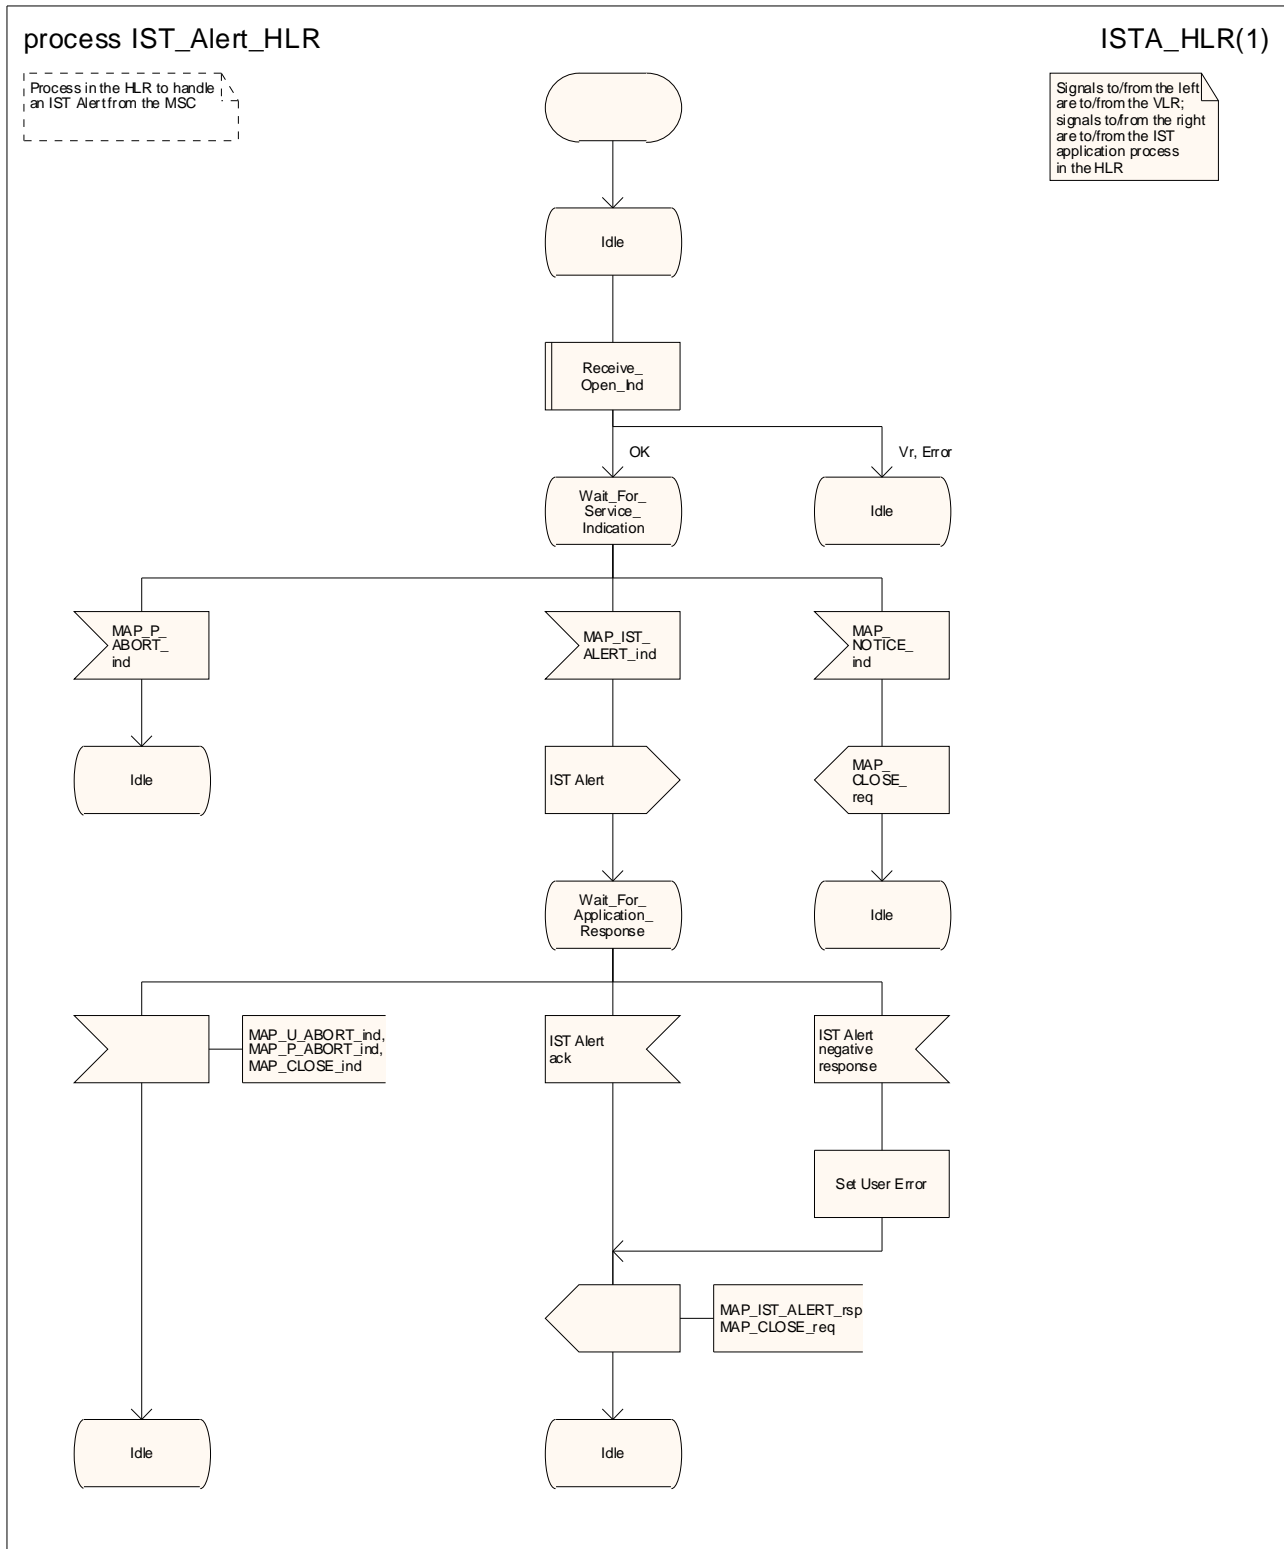 process IST_Alert_HLR
ISTA_HLR(1)
Process in the HLR to handle
an IST Alert from the MSC
Signals to/from the left
are to/from the VLR;
signals to/from the right
are to/from the IST
application process
in the HLR
Idle
Receive_
Open_Ind
OK
Vr, Error
Wait_For_
Service_
Indication
Idle
MAP_P_
ABORT_
ind
MAP_IST_
ALERT_ind
MAP_
NOTICE_
ind
Idle
IST Alert
MAP_
CLOSE_
req
Wait_For_
Application_
Response
Idle
MAP_U_ABORT_ind,
MAP_P_ABORT_ind,
MAP_CLOSE_ind
IST Alert
ack
IST Alert
negative
response
Set User Error
MAP_IST_ALERT_rsp
MAP_CLOSE_req
Idle
Idle